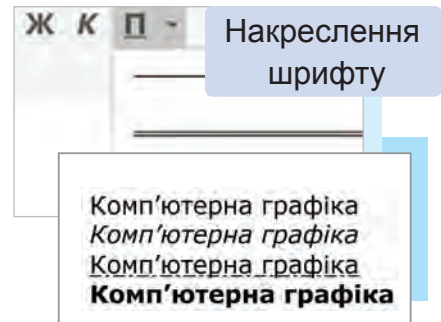 Ж К П
Накреслення
шрифту
Комп'ютерна графіка
Комп'ютерна графіка
Комп'ютерна графіка
Комп'ютерна графіка